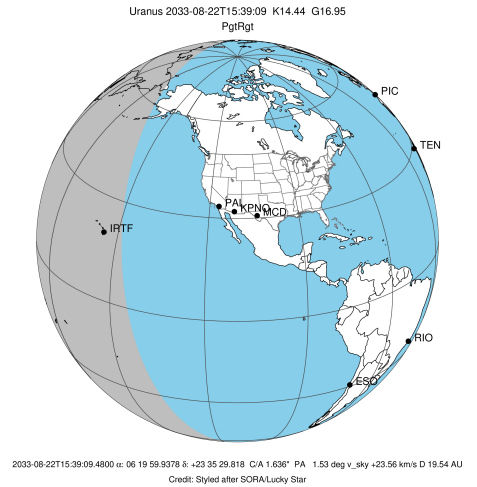 Uranus 2033-08-22T15:39:09 K14.44 G16.95
PgtRgt
PIC
TEN
PAL
KPNO
MCD
IRTF
RIO
ESO
2033-08-22T15:39:09.4800 α: 06 19 59.9378 δ: +23 35 29.818 C/A 1.636" PA 1.53 deg v_sky +23.56 km/s D 19.54 AU
Credit: Styled after SORA/Lucky Star